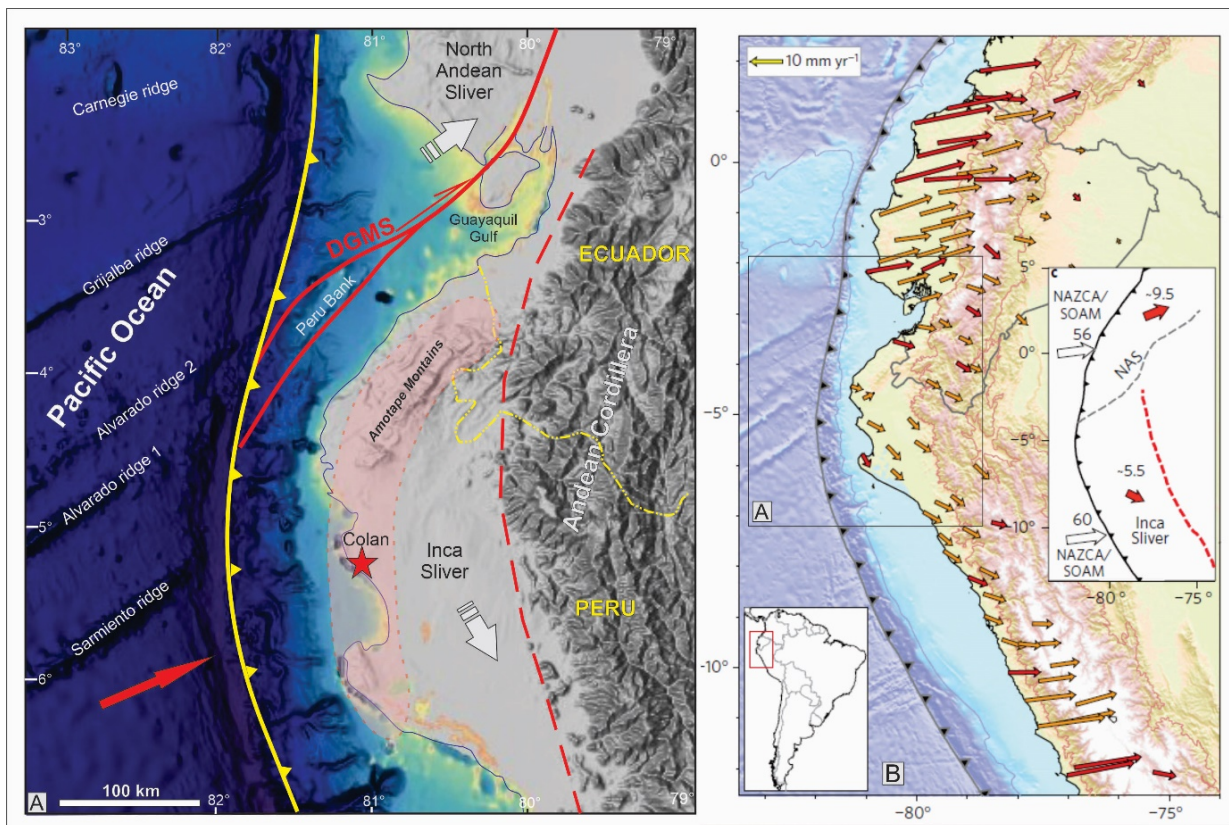 83°
82°
81°
80°
79°
Carnegie ridge
North
Andean
Sliver
-3°
DGMS
Guayaquil
Gulf
ECUADOR
Grijalba ridge
Peru Bank
Pacific Ocean
-4°
Alvarado ridge 2
Amotape Montains
Andean Cordillera
Alvarado ridge 1
-5°
Colan
Inca
Sliver
PERU
Sarmiento ridge
-6°
A
100 km
82°
81°
80°
79°
10 mm yr⁻¹
0°
-5°
-10°
A
B
-80°
-75°
c
5°
NAZCA/
SOAM
56
~9.5
0°
NAS
-5°
~5.5
60
Inca
Sliver
NAZCA/
SOAM
-10°
-80°
-75°